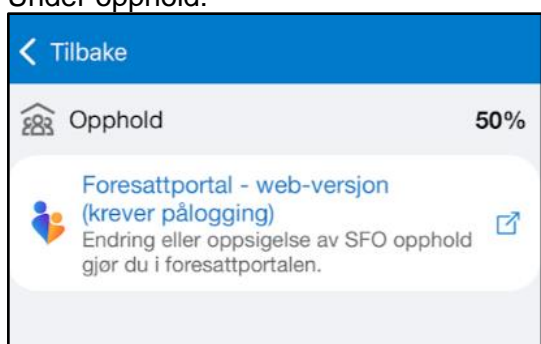 Under opphold:
Tilbake
Opphold 50%
Foresattportal - web-versjon
(krever pålogging)
Endring eller oppsigelse av SFO opphold
gjør du i foresattportalen.